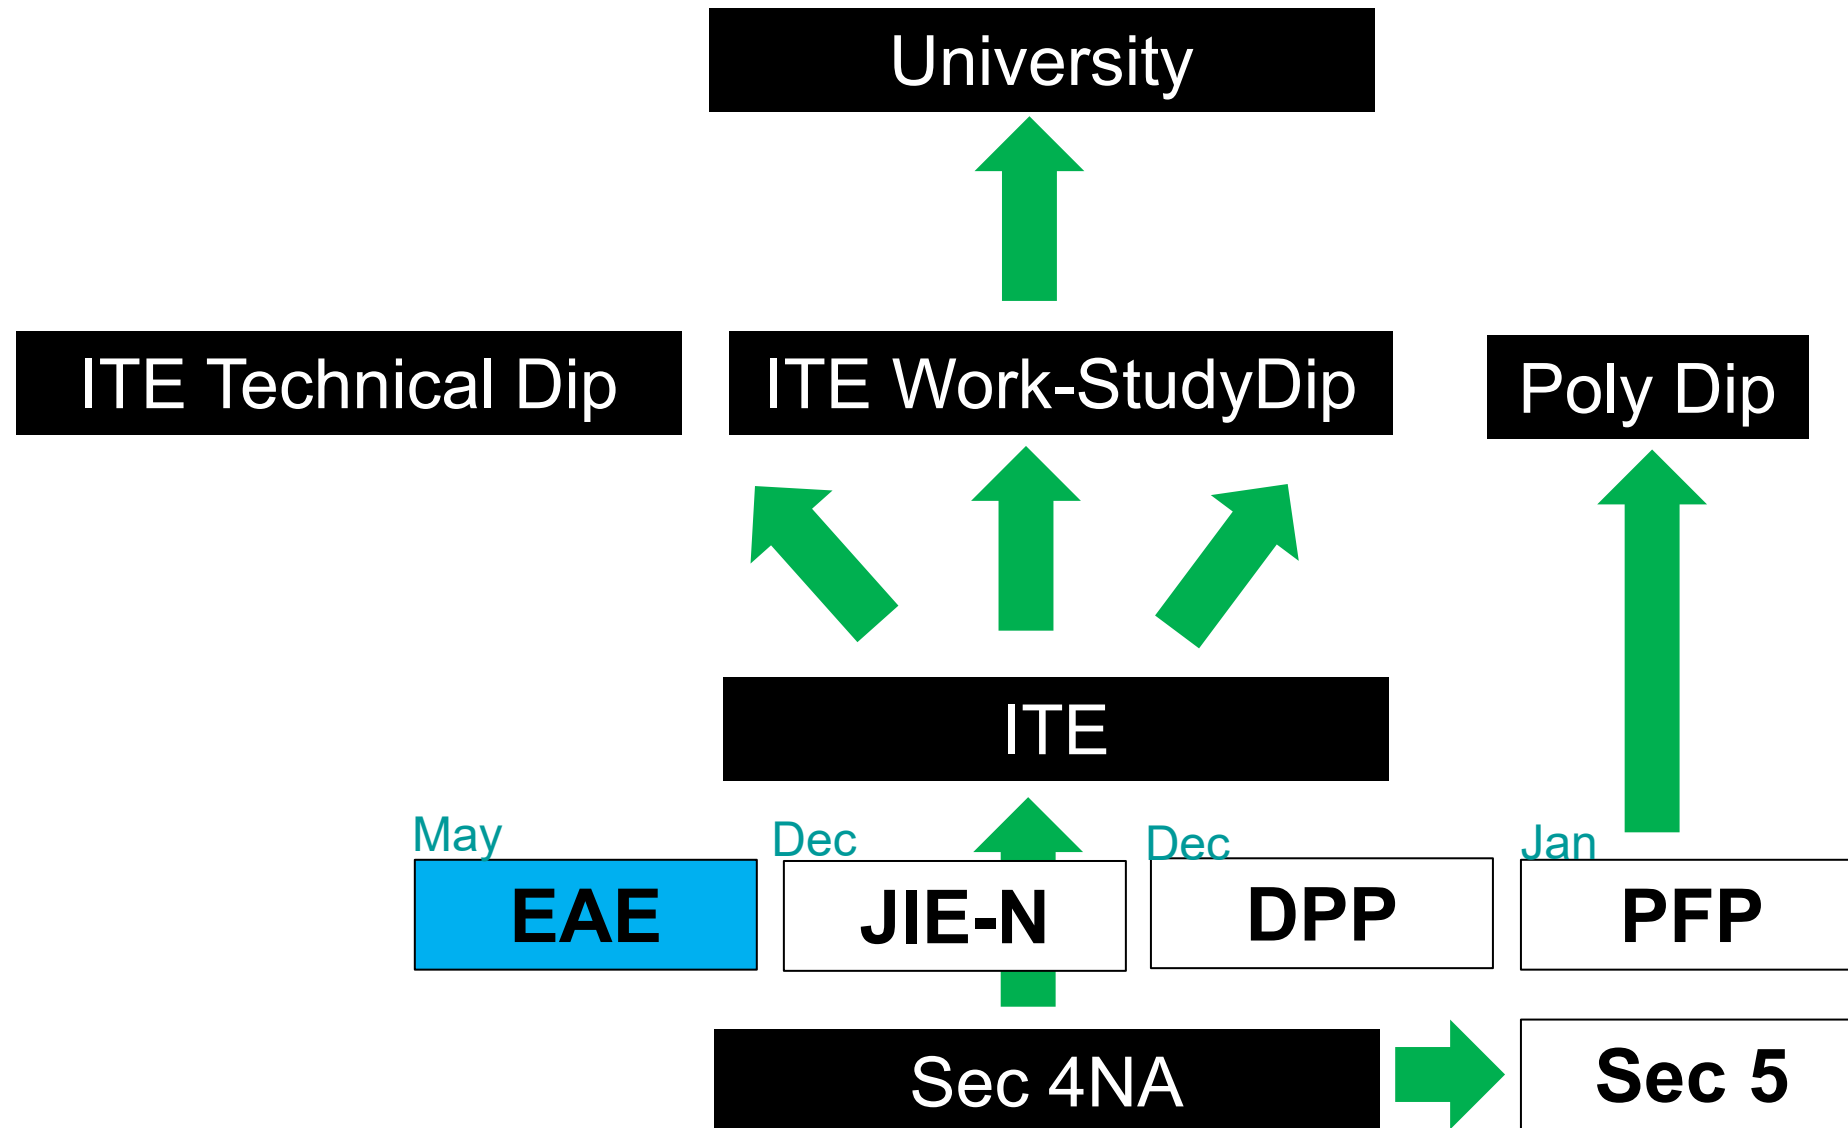 University
ITE Technical Dip
ITE Work-StudyDip
Poly Dip
ITE
May
Dec
Dec
Jan
EAE
JIE-N
DPP
PFP
Sec 4NA
Sec 5